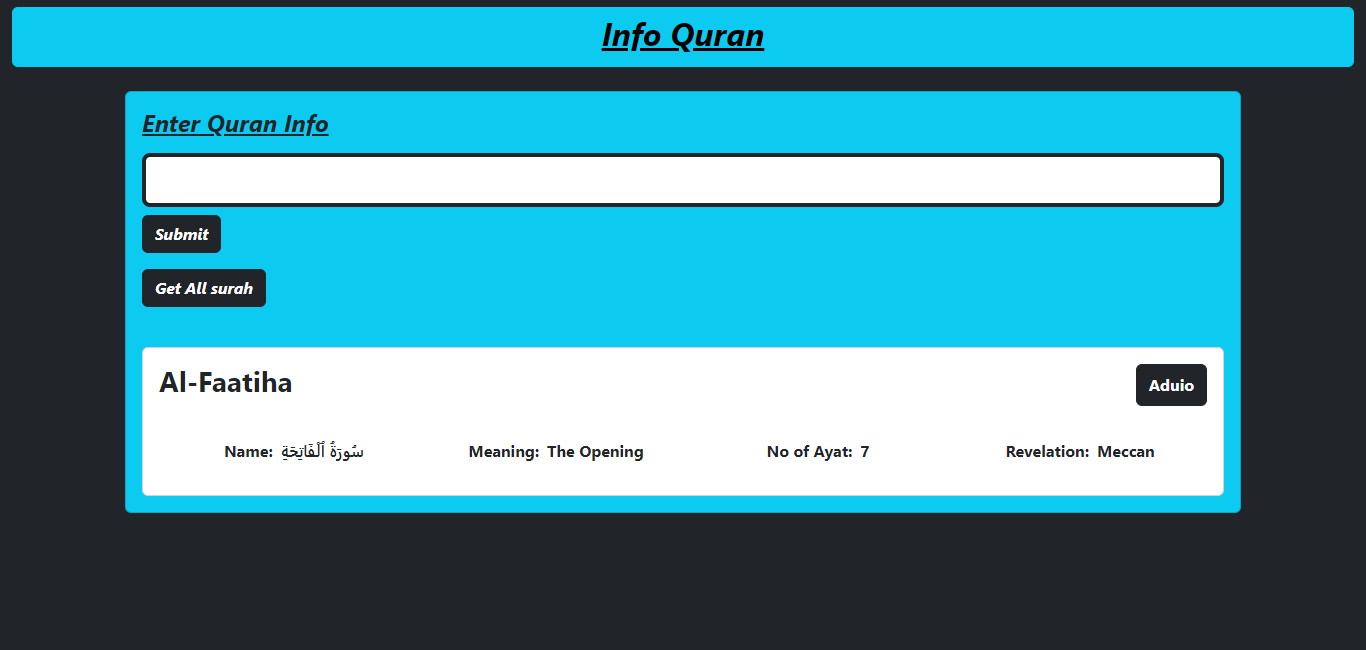 Info Quran
Enter Quran Info
Submit
Get All surah
Al-Faatiha
Aduio
Name: سُورَةُ ٱلْفَاتِحَةِ Meaning: The Opening No of Ayat: 7 Revelation: Meccan